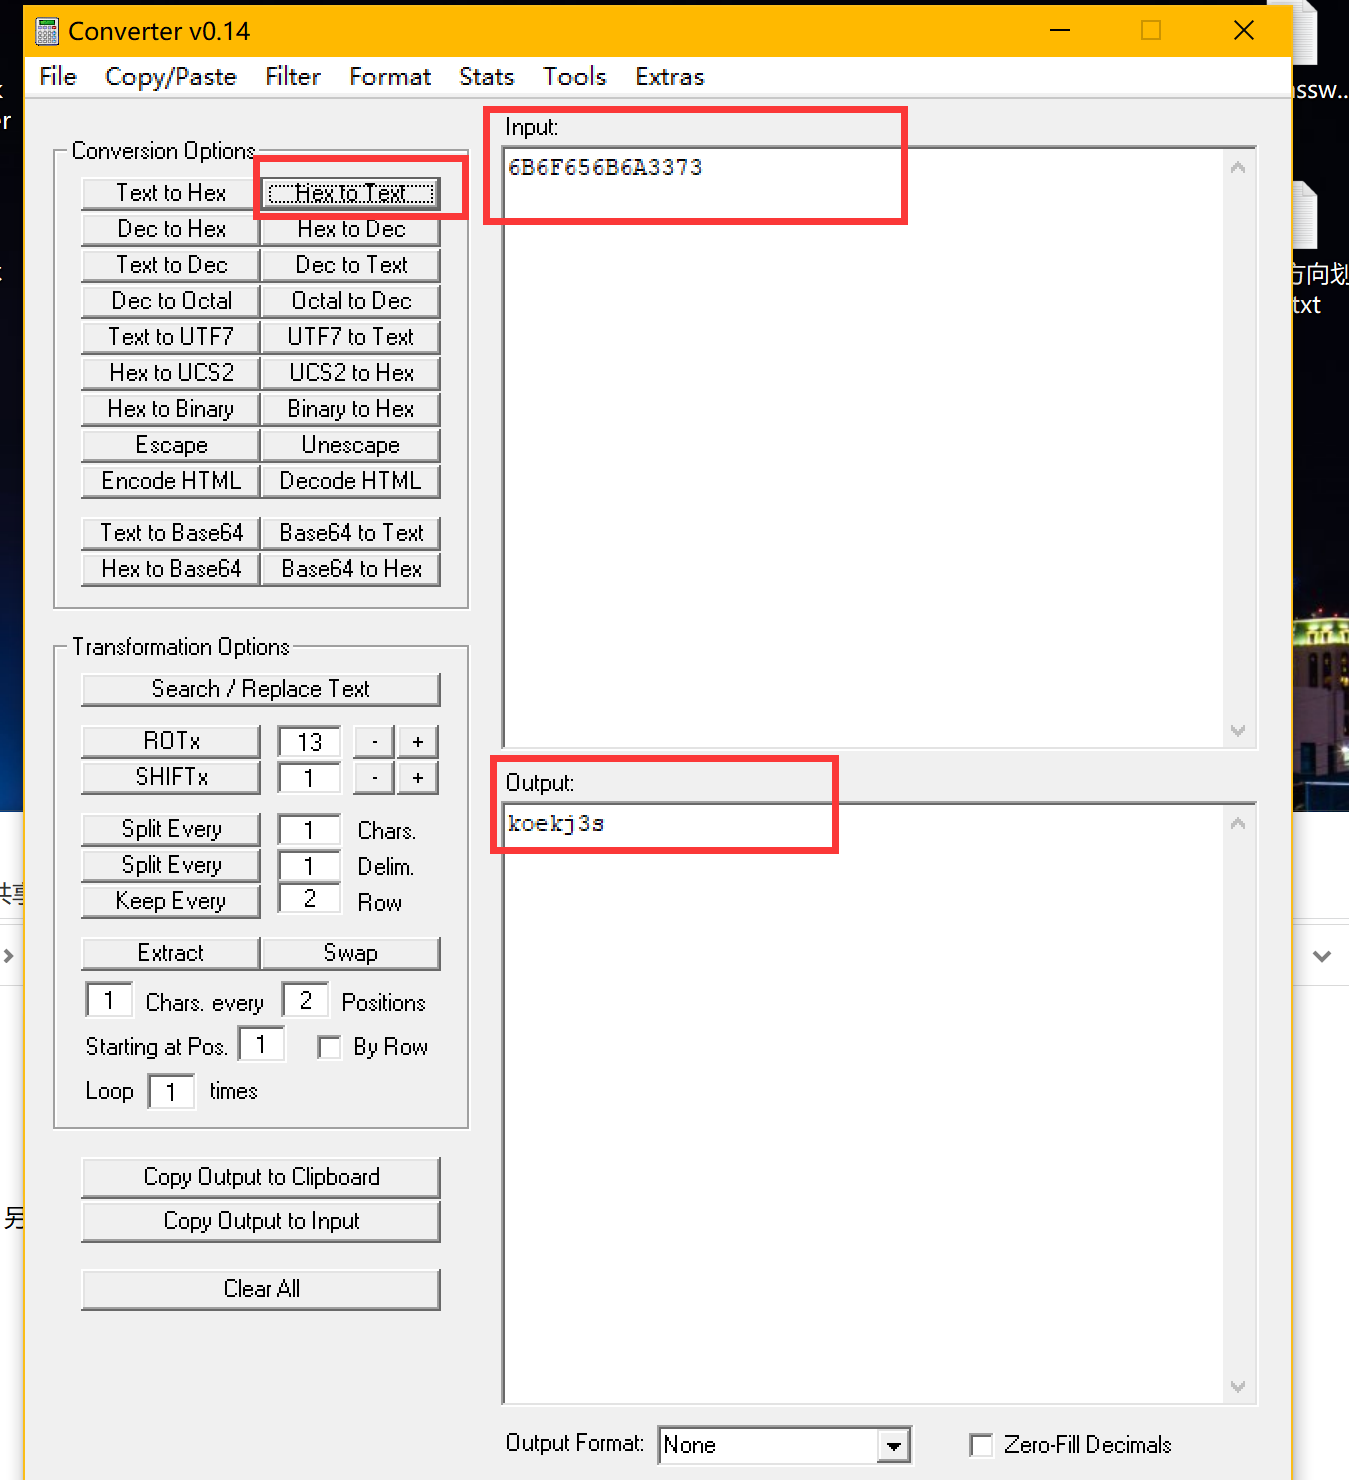 Converter v0.14
File Copy/Paste Filter Format Stats Tools Extras
Conversion Options
Text to Hex Hex to Text
Dec to Hex Hex to Dec
Text to Dec Dec to Text
Dec to Octal Octal to Dec
Text to UTF7 UTF7 to Text
Hex to UCS2 UCS2 to Hex
Hex to Binary Binary to Hex
Escape Unescape
Encode HTML Decode HTML
Text to Base64 Base64 to Text
Hex to Base64 Base64 to Hex
Transformation Options
Search / Replace Text
ROTx 13 - +
SHIFTx 1 - +
Split Every 1 Chars.
Split Every 1 Delim.
Keep Every 2 Row
Extract Swap
1 Chars. every 2 Positions
Starting at Pos. 1 By Row
Loop 1 times
Copy Output to Clipboard
Copy Output to Input
Clear All
Input:
6B6F656B6A3373
Output:
koekj3s
Output Format: None Zero-Fill Decimals
ssw...
方向划
txt
共享
另